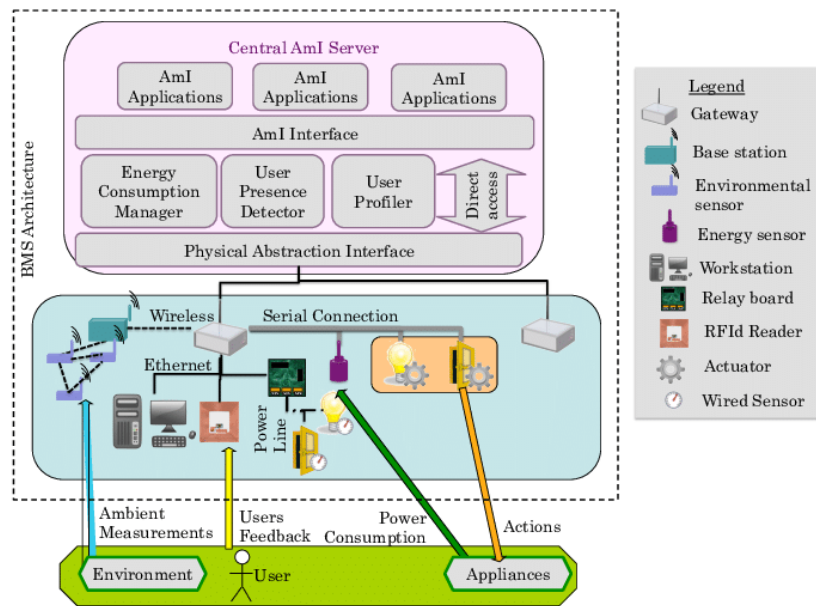 Central AmI Server
AmI
Applications
AmI
Applications
AmI
Applications
AmI Interface
Energy
Consumption
Manager
User
Presence
Detector
User
Profiler
Direct
access
Physical Abstraction Interface
BMS Architecture
Wireless
Serial Connection
Ethernet
Power
Line
Ambient
Measurements
Users
Feedback
Power
Consumption
Actions
Environment
User
Appliances
Legend
Gateway
Base station
Environmental
sensor
Energy sensor
Workstation
Relay board
RFId Reader
Actuator
Wired Sensor